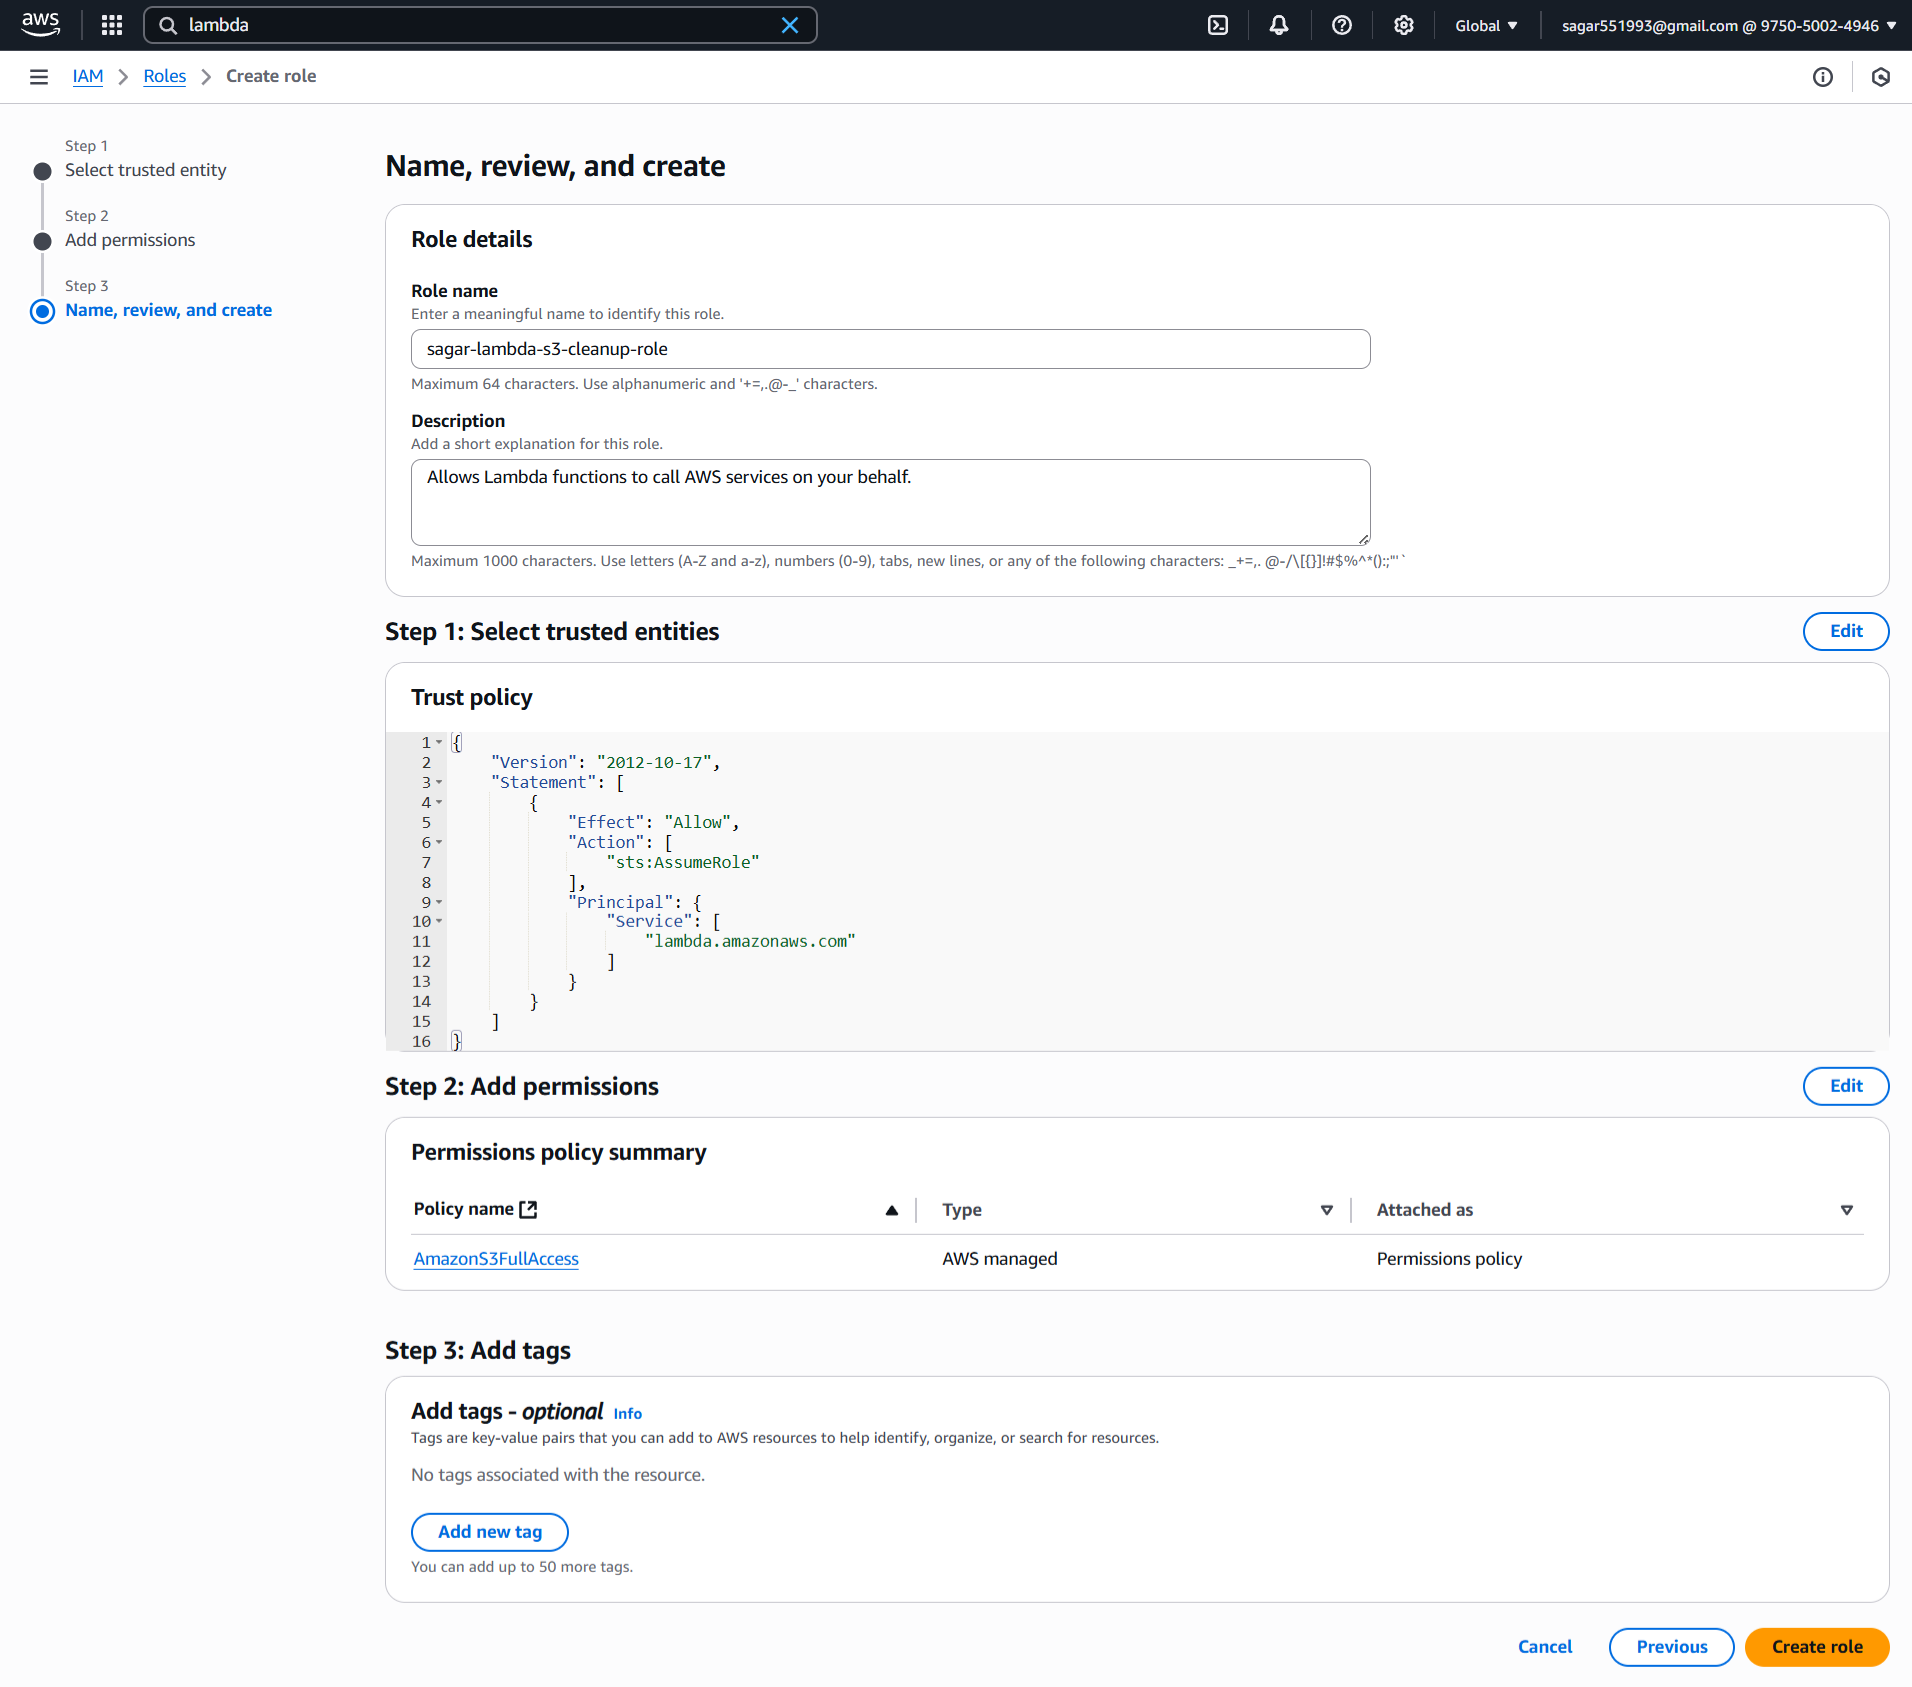 aws
lambda
Global
sagar551993@gmail.com @ 9750-5002-4946
IAM
Roles
Create role
Step 1
Select trusted entity
Step 2
Add permissions
Step 3
Name, review, and create
Name, review, and create
Role details
Role name
Enter a meaningful name to identify this role.
sagar-lambda-s3-cleanup-role
Maximum 64 characters. Use alphanumeric and '+=,.@-_' characters.
Description
Add a short explanation for this role.
Allows Lambda functions to call AWS services on your behalf.
Maximum 1000 characters. Use letters (A-Z and a-z), numbers (0-9), tabs, new lines, or any of the following characters: _+=,. @-/\[{}]!#$%^*();:"'`
Step 1: Select trusted entities
Edit
Trust policy
1 {
2     "Version": "2012-10-17",
3     "Statement": [
4         {
5             "Effect": "Allow",
6             "Action": [
7                 "sts:AssumeRole"
8             ],
9             "Principal": {
10                 "Service": [
11                     "lambda.amazonaws.com"
12                 ]
13             }
14         }
15     ]
16 }
Step 2: Add permissions
Edit
Permissions policy summary
Policy name
Type
Attached as
AmazonS3FullAccess
AWS managed
Permissions policy
Step 3: Add tags
Add tags - optional Info
Tags are key-value pairs that you can add to AWS resources to help identify, organize, or search for resources.
No tags associated with the resource.
Add new tag
You can add up to 50 more tags.
Cancel
Previous
Create role